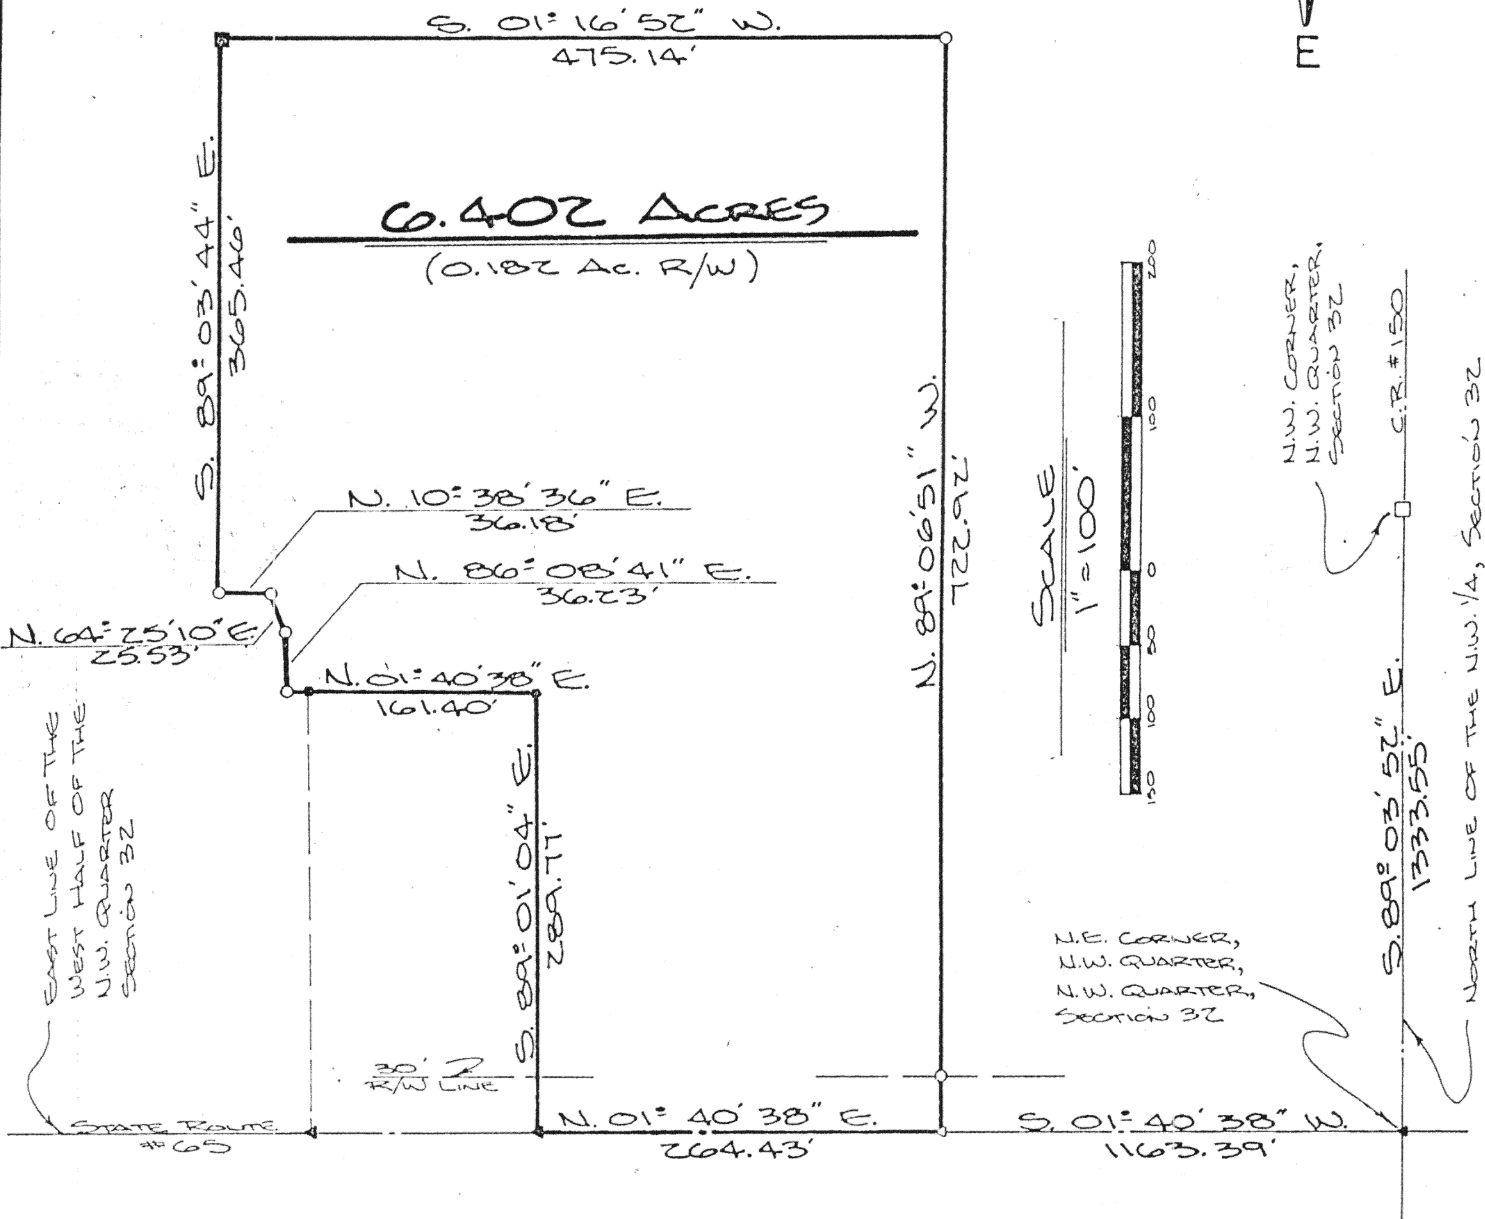 S. 01° 16' 52" W.
475.14'
E
S. 89° 03' 44" E.
365.46'
6.402 ACRES
(0.182 Ac. R/W)
N. 10° 38' 36" E.
36.18'
N. 86° 08' 41" E.
36.23'
N. 64° 25' 10" E.
25.53'
N. 01° 40' 38" E.
161.40'
S. 89° 01' 04" E.
289.77'
N. 89° 06' 51" W.
722.92'
SCALE
1" = 100'
200
100
0
50
100
150
N.W. CORNER,
N.W. QUARTER,
SECTION 32
C.R. #150
S. 89° 03' 52" E.
1333.55'
NORTH LINE OF THE N.W. 1/4, SECTION 32
EAST LINE OF THE
WEST HALF OF THE
N.W. QUARTER
SECTION 32
N.E. CORNER,
N.W. QUARTER,
N.W. QUARTER,
SECTION 32
30'
R/W LINE
STATE ROUTE
#65
N. 01° 40' 38" E.
264.43'
S. 01° 40' 38" W.
1163.39'